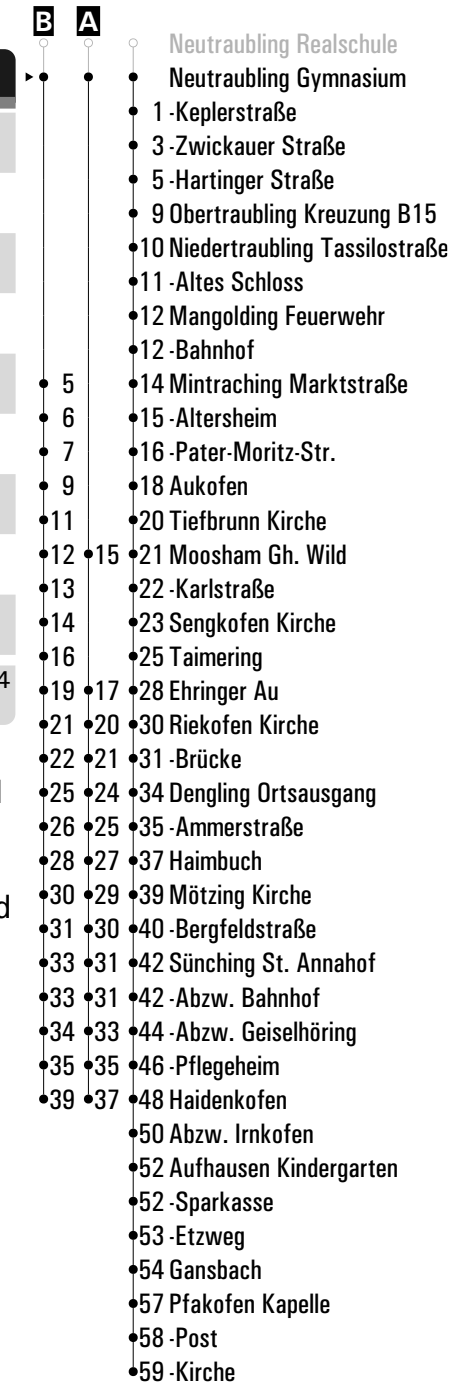 B A
Neutraubling Realschule
Neutraubling Gymnasium
1 -Keplerstraße
3 -Zwickauer Straße
5 -Hartinger Straße
9 Obertraubling Kreuzung B15
10 Niedertraubling Tassilostraße
11 -Altes Schloss
12 Mangolding Feuerwehr
12 -Bahnhof
5 14 Mintraching Marktstraße
6 15 -Altersheim
7 16 -Pater-Moritz-Str.
9 18 Aukofen
11 20 Tiefbrunn Kirche
12 15 21 Moosham Gh. Wild
13 22 -Karlstraße
14 23 Sengkofen Kirche
16 25 Taimering
4 19 17 28 Ehringer Au
21 20 30 Riekofen Kirche
22 21 31 -Brücke
25 24 34 Dengling Ortsausgang
26 25 35 -Ammerstraße
28 27 37 Haimbuch
d 30 29 39 Mötzing Kirche
31 30 40 -Bergfeldstraße
33 31 42 Sünching St. Annahof
33 31 42 -Abzw. Bahnhof
34 33 44 -Abzw. Geiselhöring
35 35 46 -Pflegeheim
39 37 48 Haidenkofen
50 Abzw. Irnkofen
52 Aufhausen Kindergarten
52 -Sparkasse
53 -Etzweg
54 Gansbach
57 Pfakofen Kapelle
58 -Post
59 -Kirche